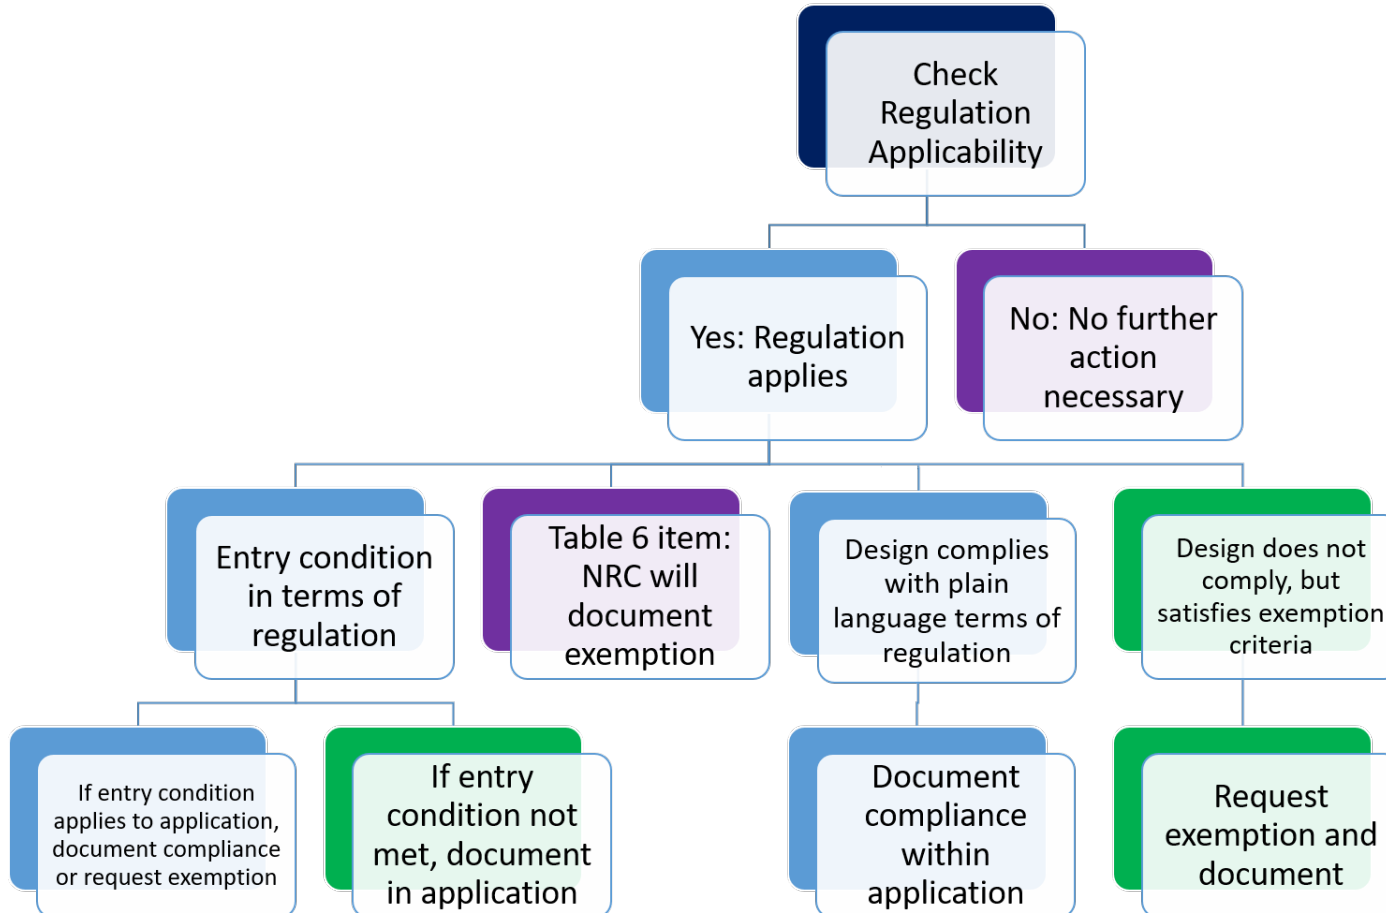 Check
Regulation
Applicability
Yes: Regulation
applies
No: No further
action
necessary
Entry condition
in terms of
regulation
Table 6 item:
NRC will
document
exemption
Design complies
with plain
language terms of
regulation
Design does not
comply, but
satisfies exemption
criteria
If entry condition
applies to application,
document compliance
or request exemption
If entry
condition not
met, document
in application
Document
compliance
within
application
Request
exemption and
document